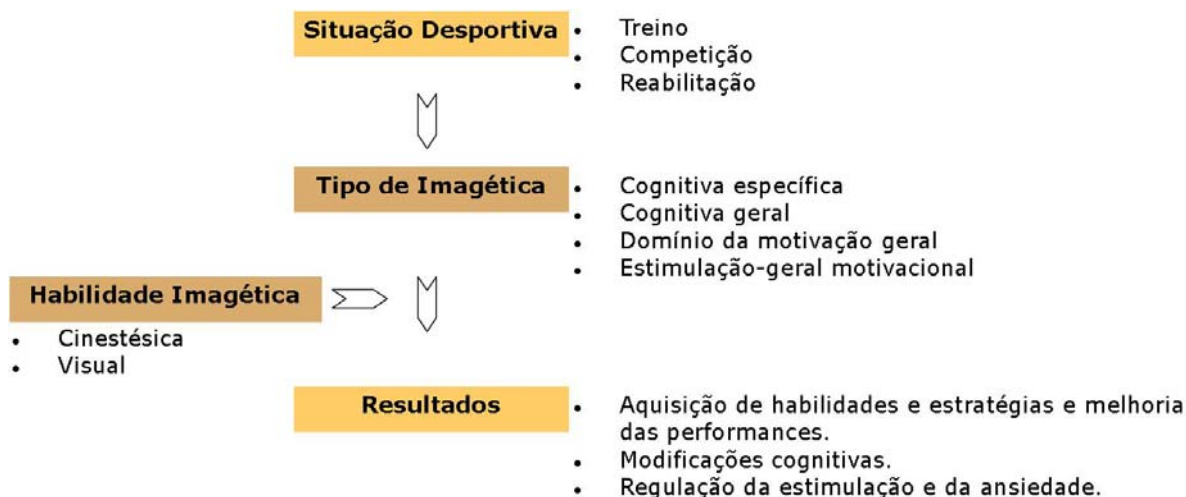 Situação Desportiva
• Treino
• Competição
• Reabilitação
Tipo de Imagética
• Cognitiva específica
• Cognitiva geral
• Domínio da motivação geral
• Estimulação-geral motivacional
Habilidade Imagética
• Cinestésica
• Visual
Resultados
• Aquisição de habilidades e estratégias e melhoria
das performances.
• Modificações cognitivas.
• Regulação da estimulação e da ansiedade.